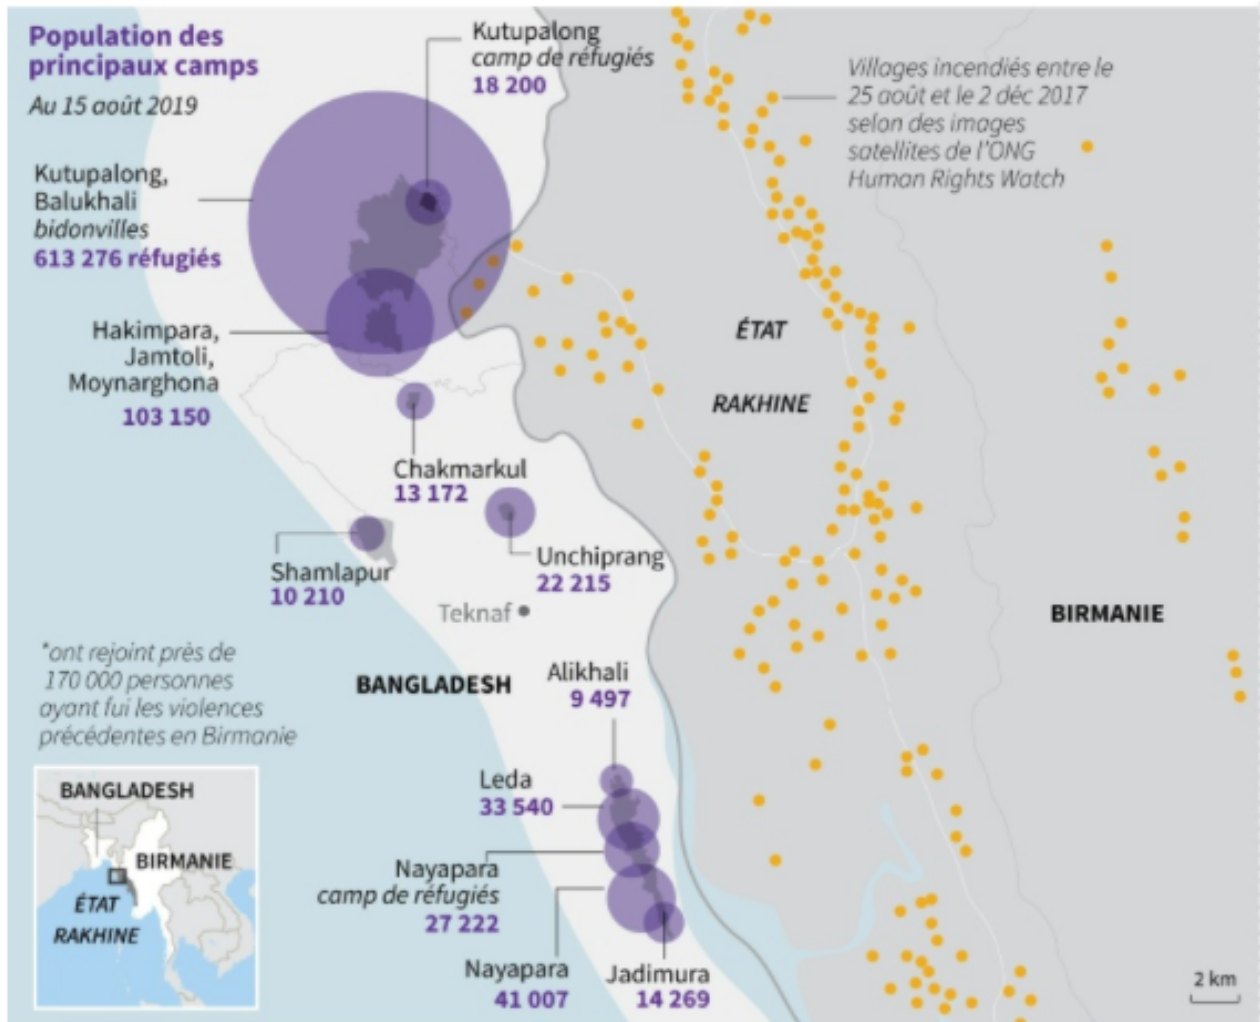 Population des
principaux camps
Au 15 août 2019
Kutupalong
camp de réfugiés
18 200
Villages incendiés entre le
25 août et le 2 déc 2017
selon des images
satellites de l'ONG
Human Rights Watch
Kutupalong,
Balukhali
bidonvilles
613 276 réfugiés
Hakimpara,
Jamtoli,
Moynarghona
103 150
ÉTAT
RAKHINE
Chakmarkul
13 172
Unchiprang
22 215
Shamlapur
10 210
Teknaf
BIRMANIE
*ont rejoint près de
170 000 personnes
ayant fui les violences
précédentes en Birmanie
BANGLADESH
Alikhali
9 497
Leda
33 540
Nayapara
camp de réfugiés
27 222
Nayapara
41 007
Jadimura
14 269
BANGLADESH
BIRMANIE
ÉTAT
RAKHINE
2 km